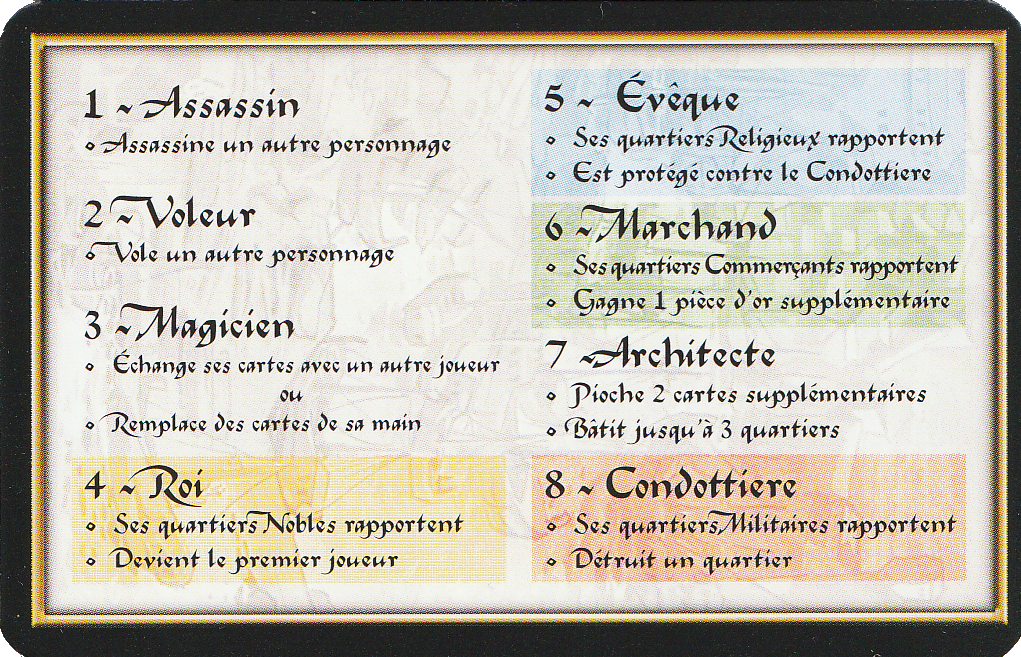 1 ~ Assassin
• Assassine un autre personnage
2 ~ Voleur
• Vole un autre personnage
3 ~ Magicien
• Échange ses cartes avec un autre joueur
ou
• Remplace des cartes de sa main
4 ~ Roi
• Ses quartiers Nobles rapportent
• Devient le premier joueur
5 ~ Évêque
• Ses quartiers Religieux rapportent
• Est protégé contre le Condottiere
6 ~ Marchand
• Ses quartiers Commerçants rapportent
• Gagne 1 pièce d'or supplémentaire
7 ~ Architecte
• Pioche 2 cartes supplémentaires
• Bâtit jusqu'à 3 quartiers
8 ~ Condottiere
• Ses quartiers Militaires rapportent
• Détruit un quartier